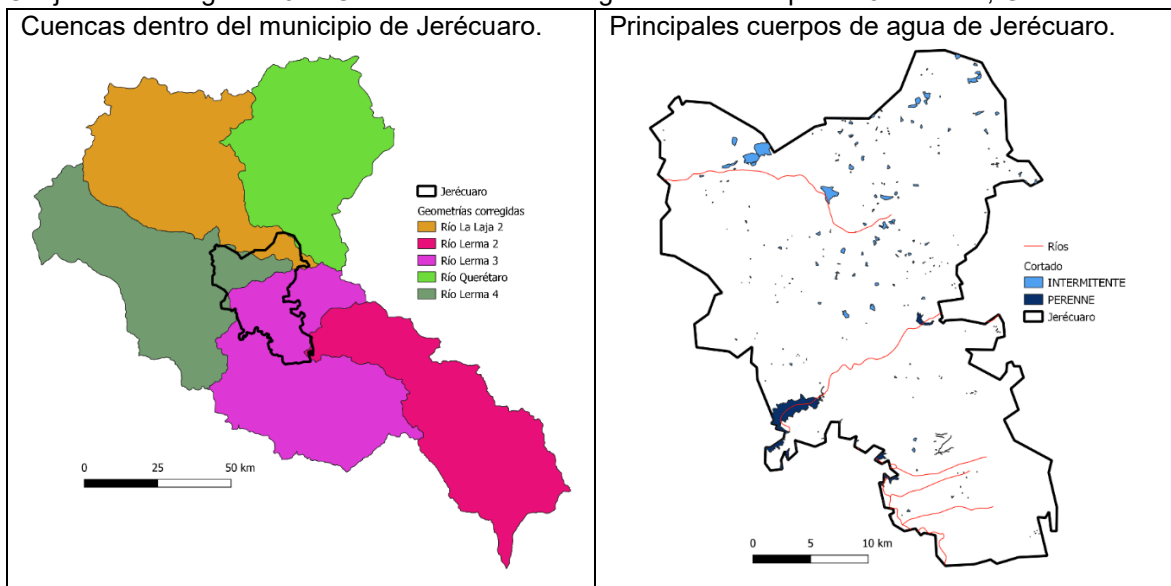 Cuencas dentro del municipio de Jerécuaro.
Jerécuaro
Geometrías corregidas
Río La Laja 2
Río Lerma 2
Río Lerma 3
Río Querétaro
Río Lerma 4
0 25 50 km
Principales cuerpos de agua de Jerécuaro.
Ríos
Cortado
INTERMITENTE
PERENNE
Jerécuaro
0 5 10 km